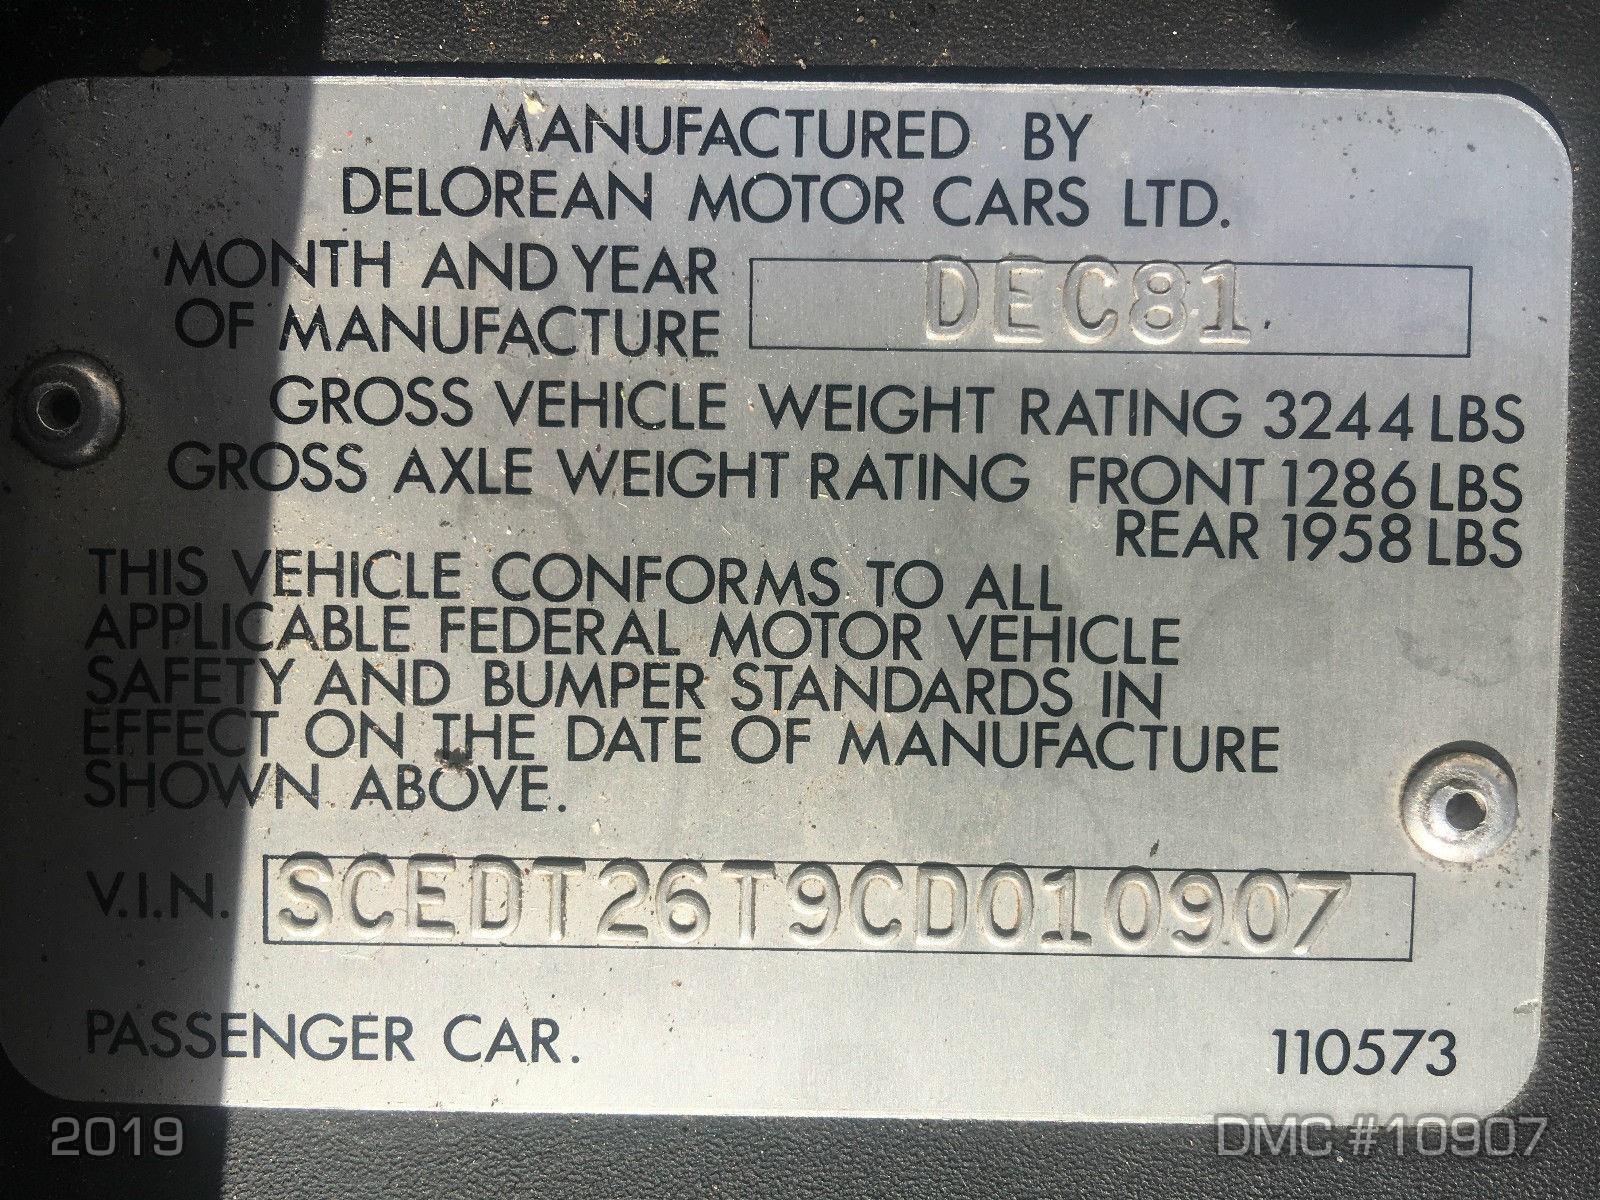 MANUFACTURED BY
DELOREAN MOTOR CARS LTD.
MONTH AND YEAR
OF MANUFACTURE DEC81
GROSS VEHICLE WEIGHT RATING 3244 LBS
GROSS AXLE WEIGHT RATING FRONT 1286 LBS
REAR 1958 LBS
THIS VEHICLE CONFORMS TO ALL
APPLICABLE FEDERAL MOTOR VEHICLE
SAFETY AND BUMPER STANDARDS IN
EFFECT ON THE DATE OF MANUFACTURE
SHOWN ABOVE.
V.I.N. SCEDT26T9CD010907
PASSENGER CAR. 110573
2019 DMC #10907